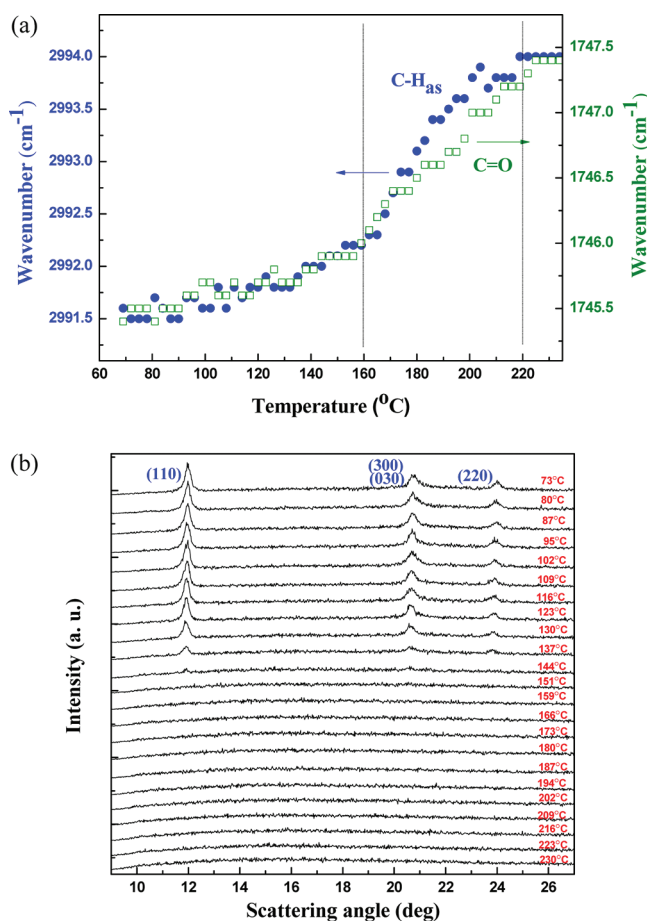 (a)
Wavenumber (cm-1)
2994.0
2993.5
2993.0
2992.5
2992.0
2991.5
C-Has
C=O
1747.5
1747.0
1746.5
1746.0
1745.5
Wavenumber (cm-1)
60 80 100 120 140 160 180 200 220
Temperature (OC)
(b)
Intensity (a. u.)
(110)
(300)
(030)
(220)
73°C
80°C
87°C
95°C
102°C
109°C
116°C
123°C
130°C
137°C
144°C
151°C
159°C
166°C
173°C
180°C
187°C
194°C
202°C
209°C
216°C
223°C
230°C
10 12 14 16 18 20 22 24 26
Scattering angle (deg)